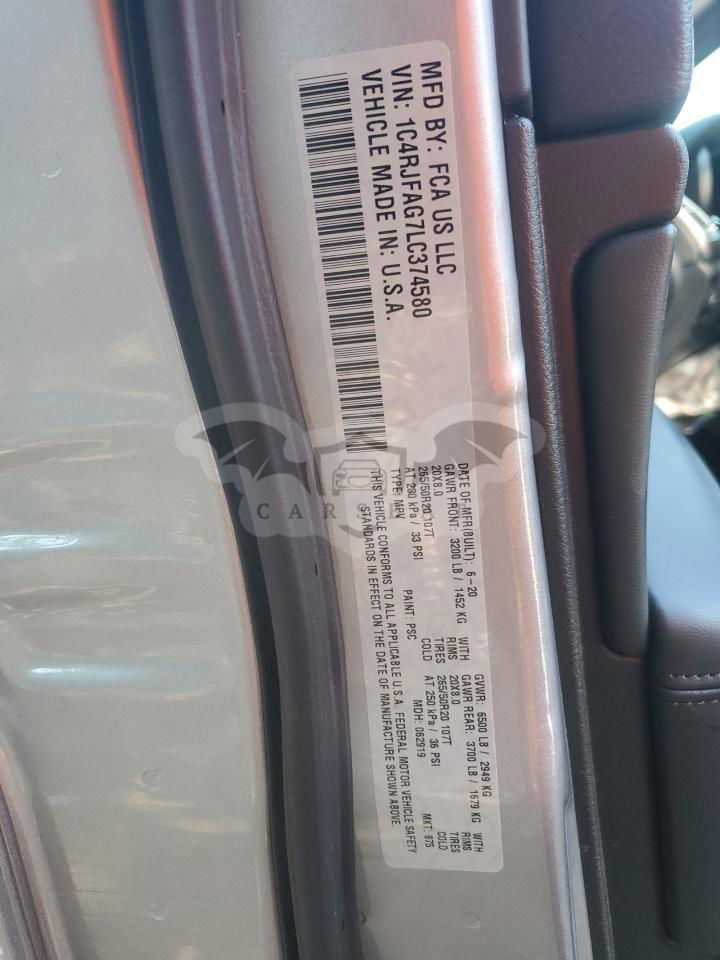 MFD BY: FCA US LLC
VIN: 1C4RJFAG7LC374580
VEHICLE MADE IN: U.S.A.
DATE OF MFR(BUILT): 6-20 GVWR: 6500 LB / 2949 KG
GAWR FRONT: 3200 LB / 1452 KG WITH GAWR REAR: 3700 LB / 1679 KG WITH
20X8.0 RIMS 20X8.0 RIMS
265/50R20 107T TIRES 265/50R20 107T TIRES
AT 230 kPa / 33 PSI COLD AT 250 kPa / 36 PSI COLD
TYPE: MPV PAINT: PSC MDH: 062919 MKT: 875
THIS VEHICLE CONFORMS TO ALL APPLICABLE U.S.A. FEDERAL MOTOR VEHICLE SAFETY
STANDARDS IN EFFECT ON THE DATE OF MANUFACTURE SHOWN ABOVE.